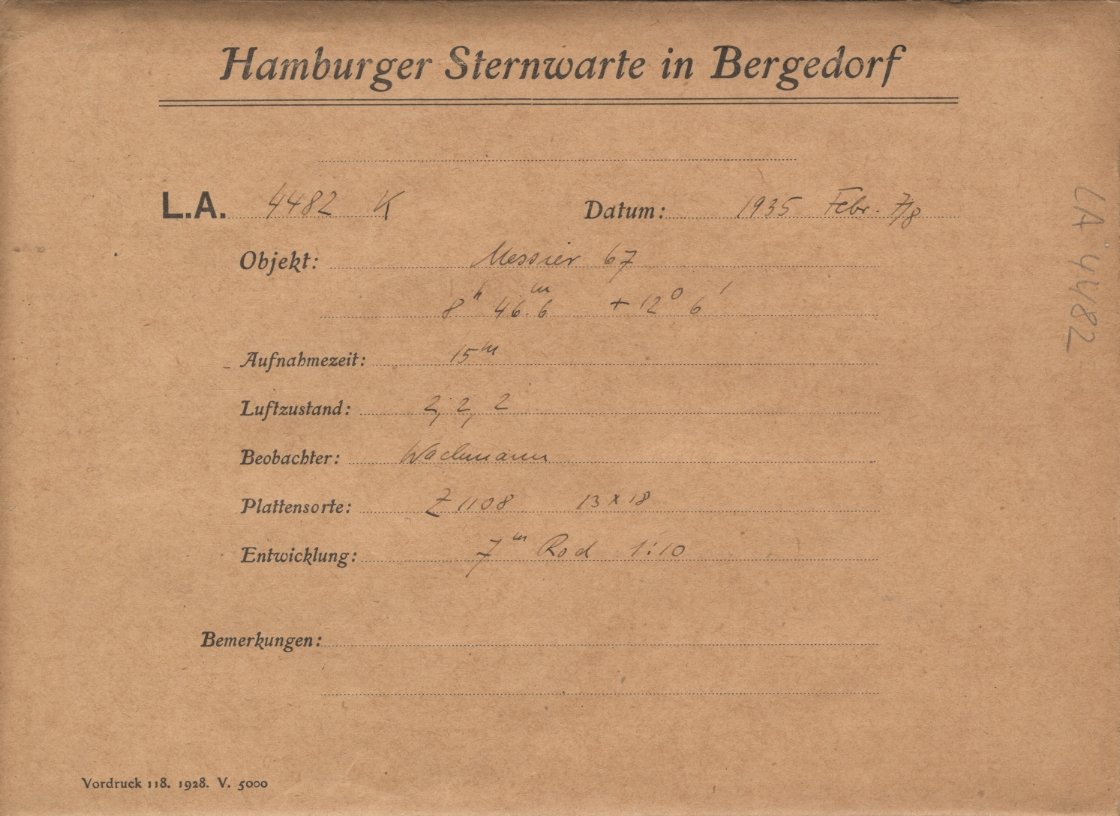 Hamburger Sternwarte in Bergedorf
L.A. 4482 K Datum: 1935 Febr. 7/8
Objekt: Messier 67
8h 46.m6 + 12° 6'
Aufnahmezeit: 15m
Luftzustand: 2, 2, 2
Beobachter: Wachmann
Plattensorte: Z 1108 13 x 18
Entwicklung: 7m Rod 1:10
Bemerkungen:
Vordruck 118. 1928. V. 5000
LA 4482